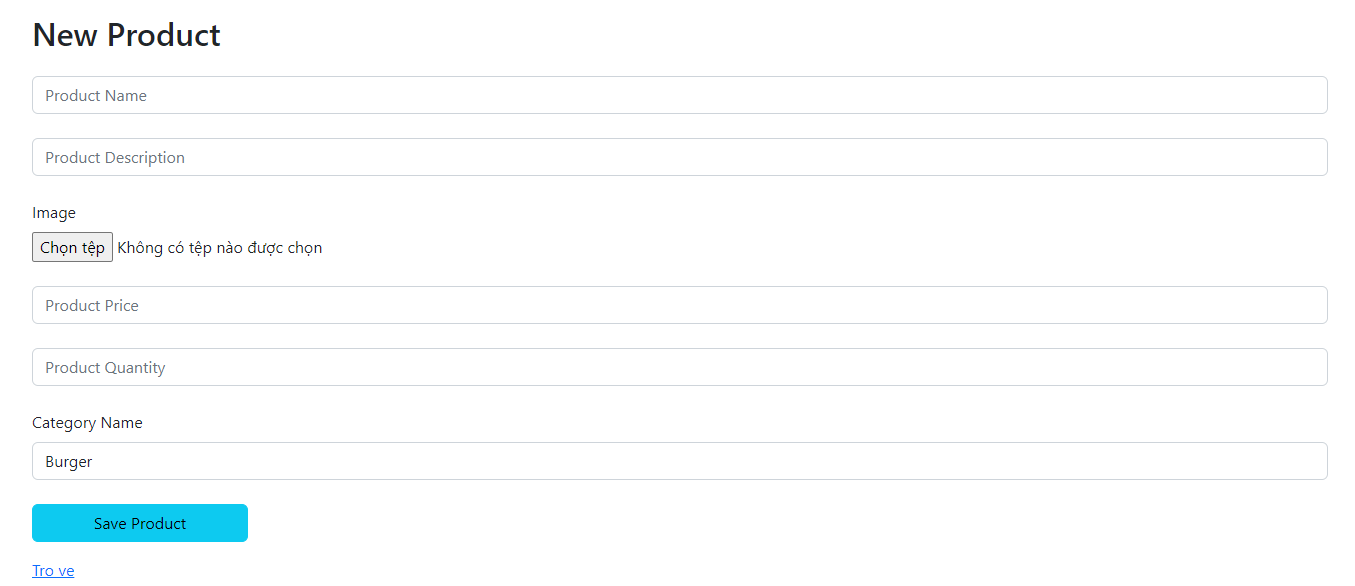 New Product
Product Name
Product Description
Image
Chọn tệp Không có tệp nào được chọn
Product Price
Product Quantity
Category Name
Burger
Save Product
Tro ve